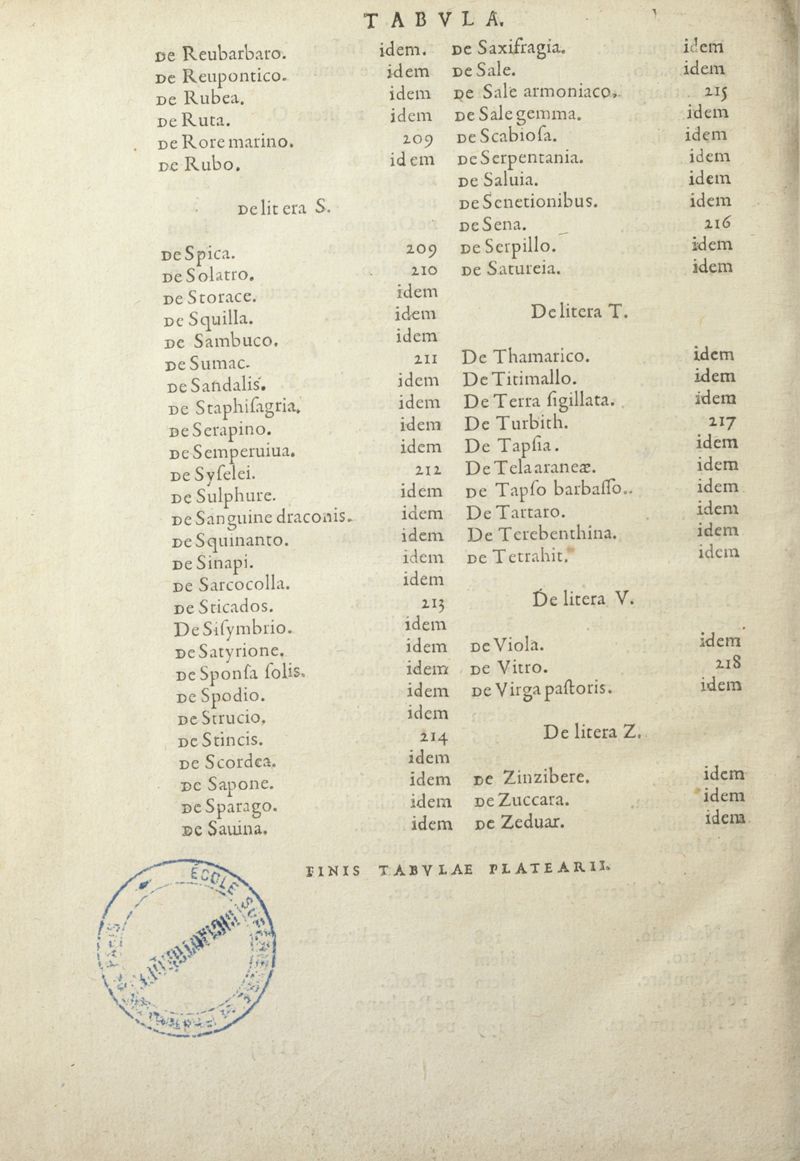 TABVLA.
De Reubarbaro. idem.
De Reupontico. idem
De Rubea. idem
De Ruta. idem
De Rore marino. 209
De Rubo. idem
De litera S.
De Spica. 209
De Solatro. 210
De Storace. idem
De Squilla. idem
De Sambuco. idem
De Sumac. 211
De Sandalis. idem
De Staphiſagria. idem
De Serapino. idem
De Semperuiua. idem
De Syſelei. 212
De Sulphure. idem
De Sanguine draconis. idem
De Squinanto. idem
De Sinapi. idem
De Sarcocolla. idem
De Sticados. 213
De Siſymbrio. idem
De Satyrione. idem
De Sponſa ſolis. idem
De Spodio. idem
De Strucio. idem
De Stincis. 214
De Scordea. idem
De Sapone. idem
De Sparago. idem
De Sauina. idem
De Saxifragia. idem
De Sale. idem
De Sale armoniaco. 215
De Sale gemma. idem
De Scabioſa. idem
De Serpentania. idem
De Saluia. idem
De Senetionibus. idem
De Sena. 216
De Serpillo. idem
De Satureia. idem
De litera T.
De Thamarico. idem
De Titimallo. idem
De Terra ſigillata. idem
De Turbith. 217
De Tapſia. idem
De Tela araneæ. idem
De Tapſo barbaſſo. idem
De Tartaro. idem
De Terebenthina. idem
De Tetrahit. idem
De litera V.
De Viola. idem
De Vitro. 218
De Virga paſtoris. idem
De litera Z.
De Zinzibere. idem
De Zuccara. idem
De Zeduar. idem
FINIS TABVLAE PLATEARII.
ECOLE